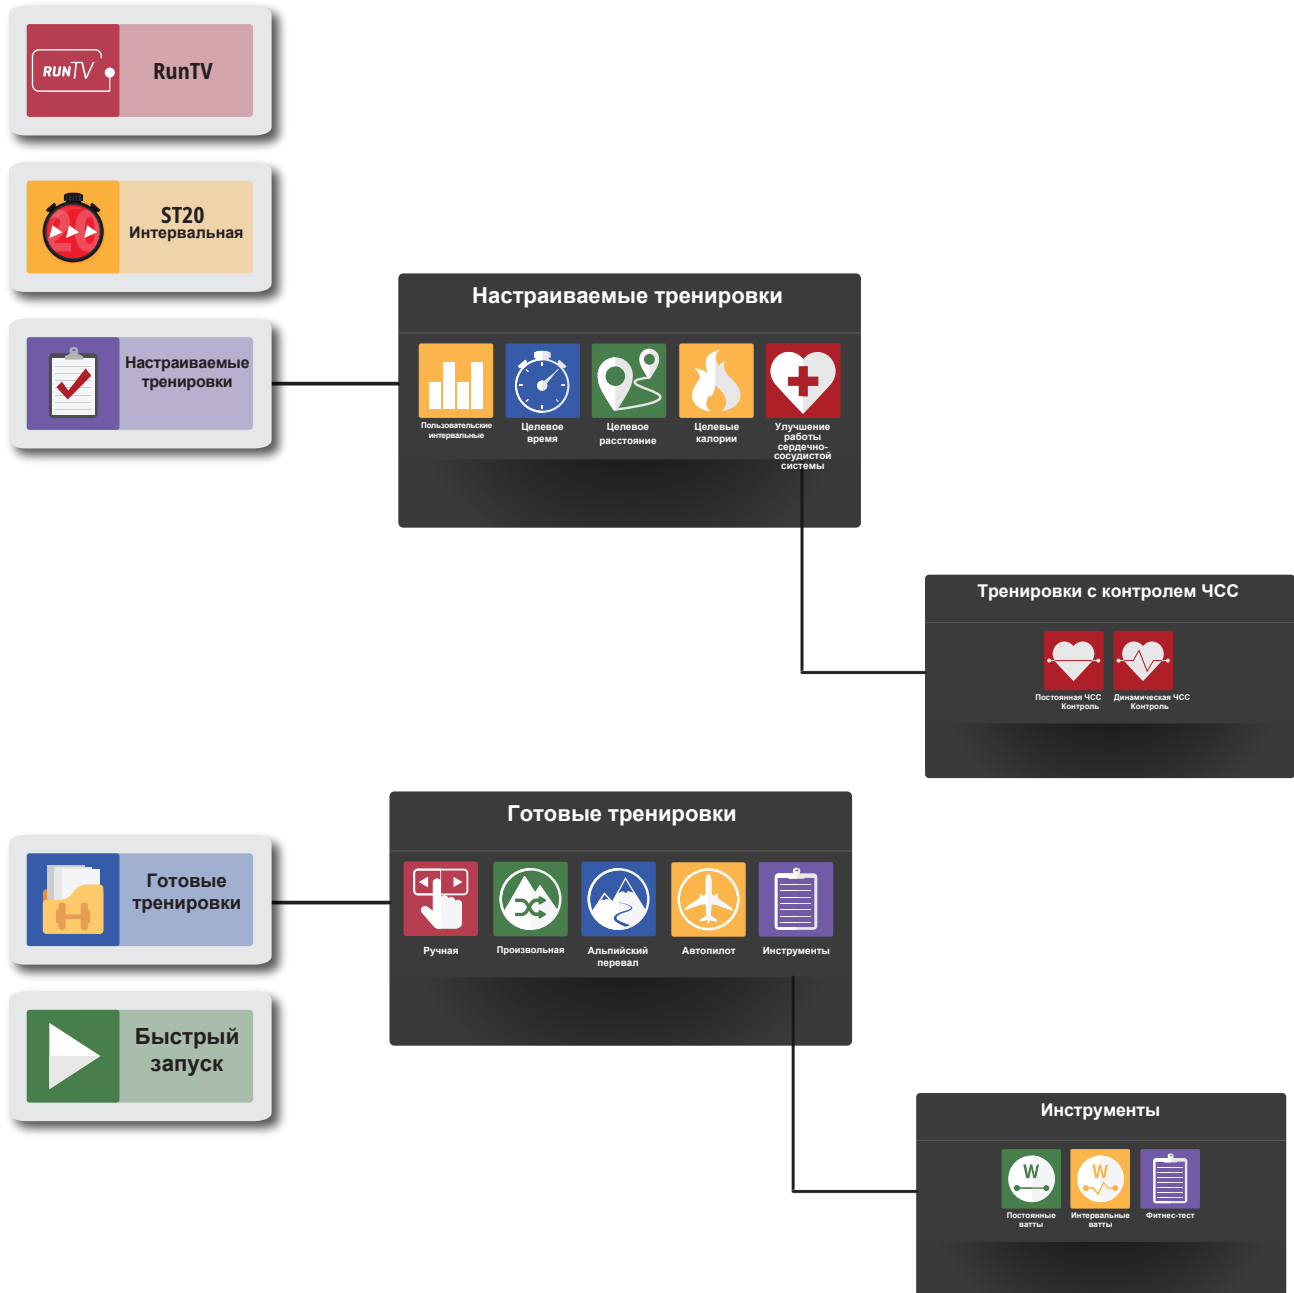 RUNTV
RunTV
20
ST20
Интервальная
Настраиваемые
тренировки
Настраиваемые тренировки
Пользовательские
интервальные
Целевое
время
Целевое
расстояние
Целевые
калории
Улучшение
работы
сердечно-
сосудистой
системы
Тренировки с контролем ЧСС
Постоянная ЧСС
Контроль
Динамическая ЧСС
Контроль
Готовые
тренировки
Готовые тренировки
Ручная
Произвольная
Альпийский
перевал
Автопилот
Инструменты
Быстрый
запуск
Инструменты
W
Постоянные
ватты
W
Интервальные
ватты
Фитнес-тест